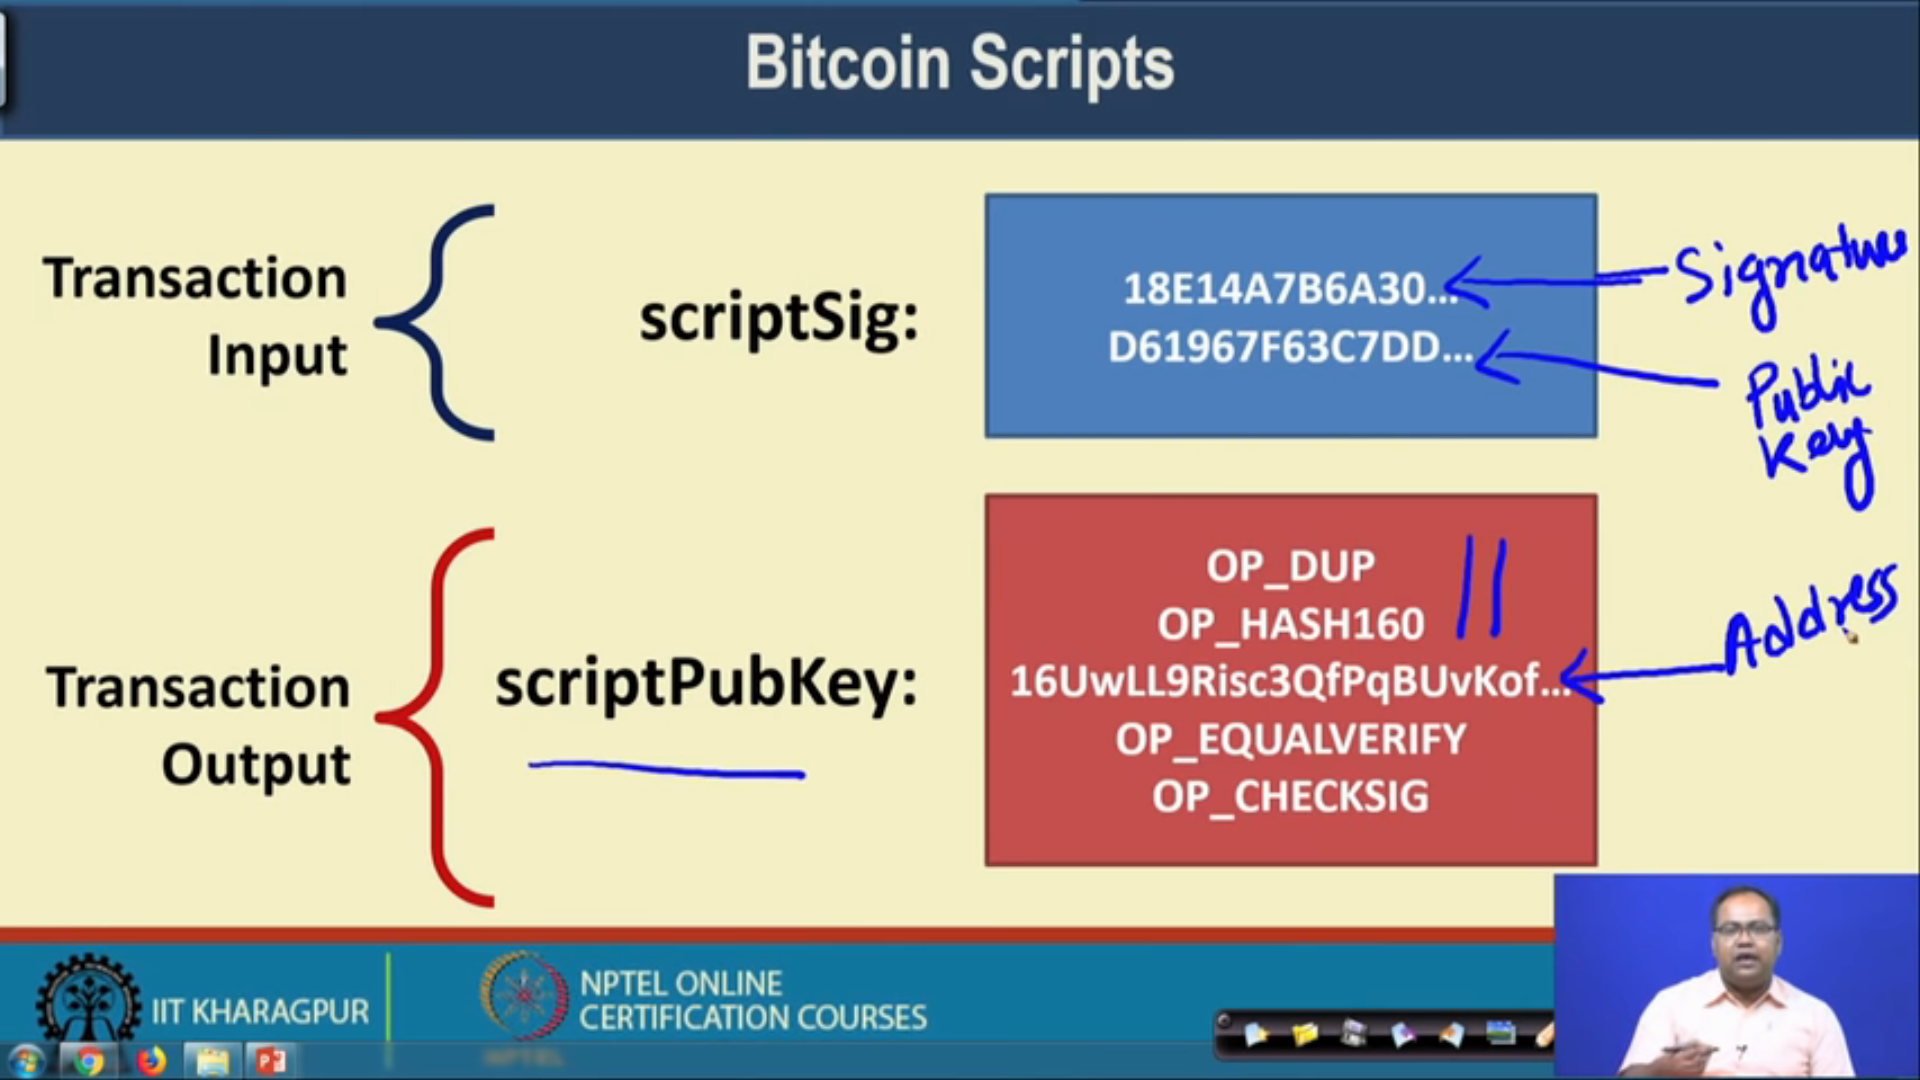 Bitcoin Scripts
Transaction
Input
scriptSig:
18E14A7B6A30...
D61967F63C7DD...
Signature
Public
Key
Transaction
Output
scriptPubKey:
OP_DUP
OP_HASH160
16UwLL9Risc3QfPqBUvKof...
OP_EQUALVERIFY
OP_CHECKSIG
Address
IIT KHARAGPUR
NPTEL ONLINE
CERTIFICATION COURSES
NPTEL